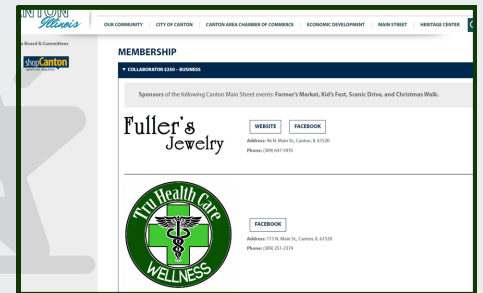 CANTON
Illinois
OUR COMMUNITY | CITY OF CANTON | CANTON AREA CHAMBER OF COMMERCE | ECONOMIC DEVELOPMENT | MAIN STREET | HERITAGE CENTER
Board & Committees
shopCanton
MEMBERSHIP
▼ COLLABORATOR $250 – BUSINESS
Sponsors of the following Canton Main Street events: Farmer's Market, Kid's Fest, Scenic Drive, and Christmas Walk.
Fuller's
Jewelry
WEBSITE FACEBOOK
Address: 46 N. Main St., Canton, IL 61520
Phone: (309) 647-5935
Tru Health Care
WELLNESS
FACEBOOK
Address: 113 N. Main St., Canton, IL 61520
Phone: (309) 251-2374